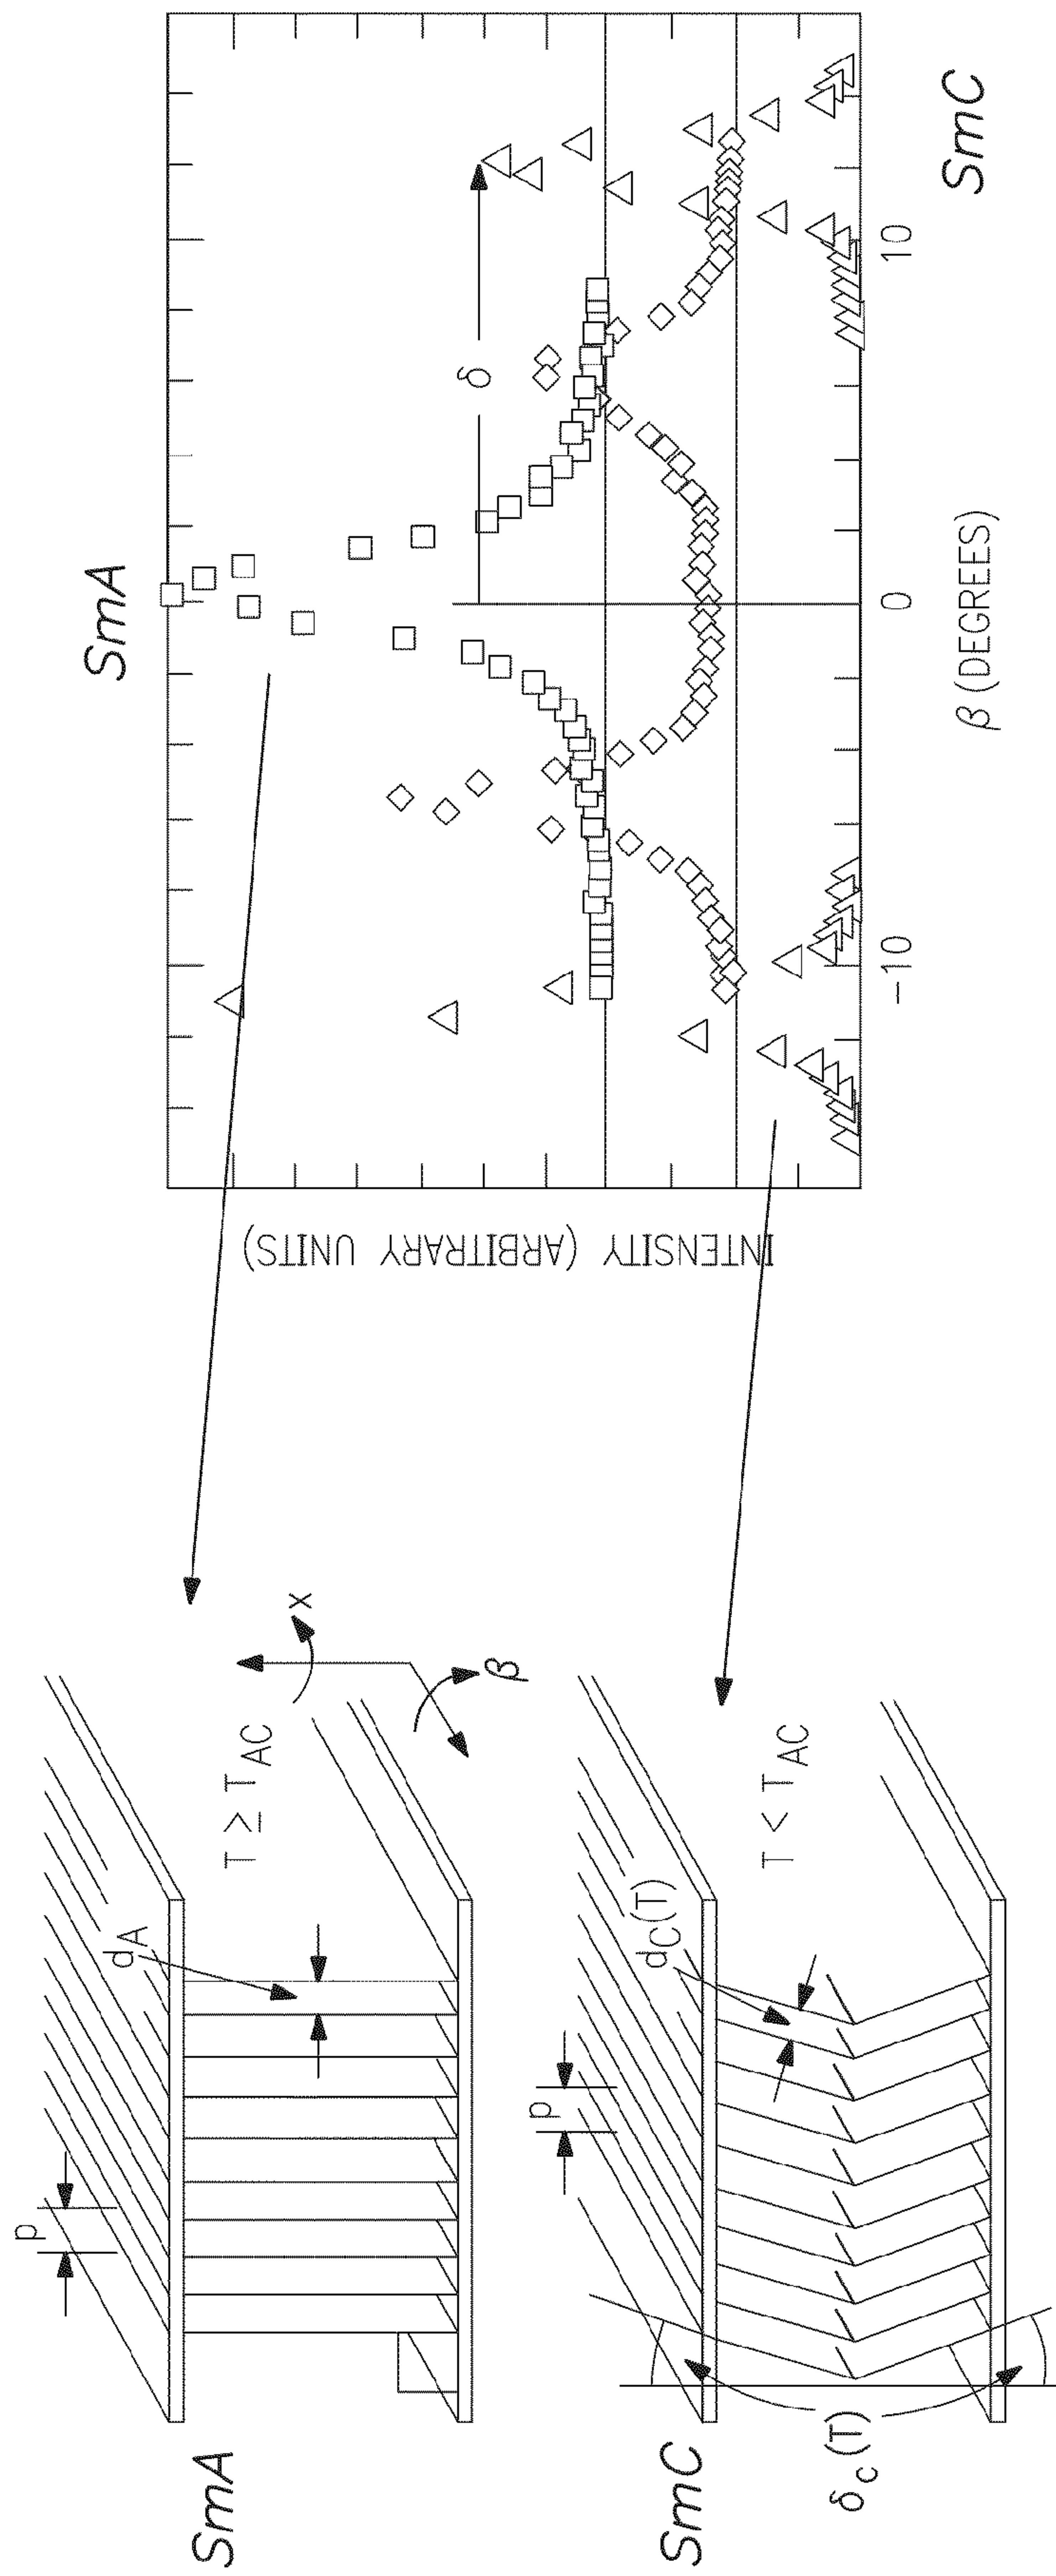 SmA
p
d_A
T ≥ T_AC
x
β
SmC
p
d_C(T)
T < T_AC
δ_c(T)
SmA
INTENSITY (ARBITRARY UNITS)
δ
-10
0
10
β (DEGREES)
SmC